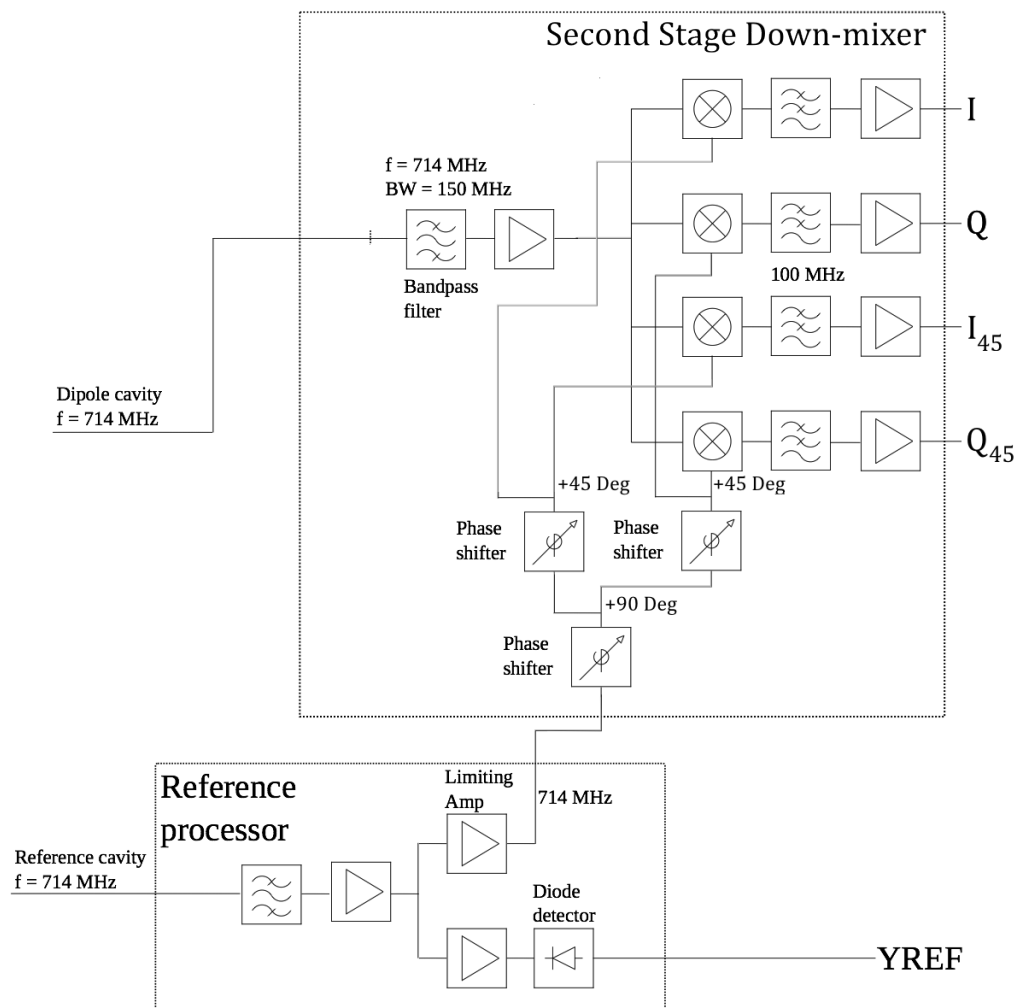 Second Stage Down-mixer
I
f = 714 MHz
BW = 150 MHz
Q
100 MHz
Bandpass
filter
I45
Dipole cavity
f = 714 MHz
Q45
+45 Deg
+45 Deg
Phase
shifter
Phase
shifter
+90 Deg
Phase
shifter
Reference
processor
Limiting
Amp
714 MHz
Reference cavity
f = 714 MHz
Diode
detector
YREF